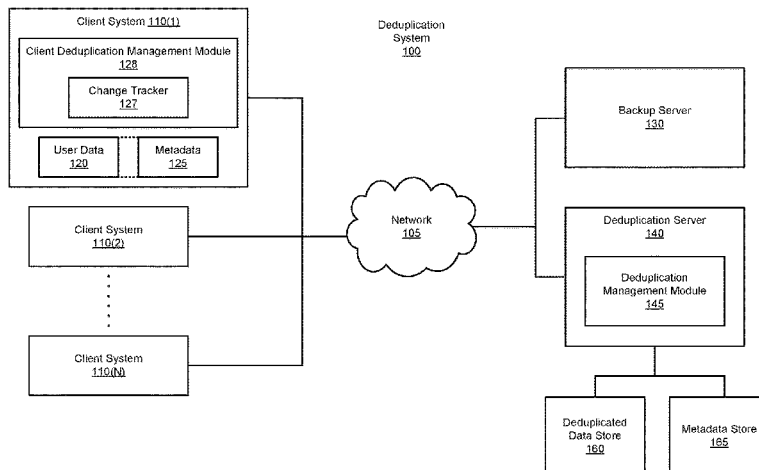 Client System 110(1)
Client Deduplication Management Module
128
Change Tracker
127
User Data
120
Metadata
125
Client System
110(2)
Client System
110(N)
Deduplication
System
100
Network
105
Backup Server
130
Deduplication Server
140
Deduplication
Management Module
145
Deduplicated
Data Store
160
Metadata Store
165